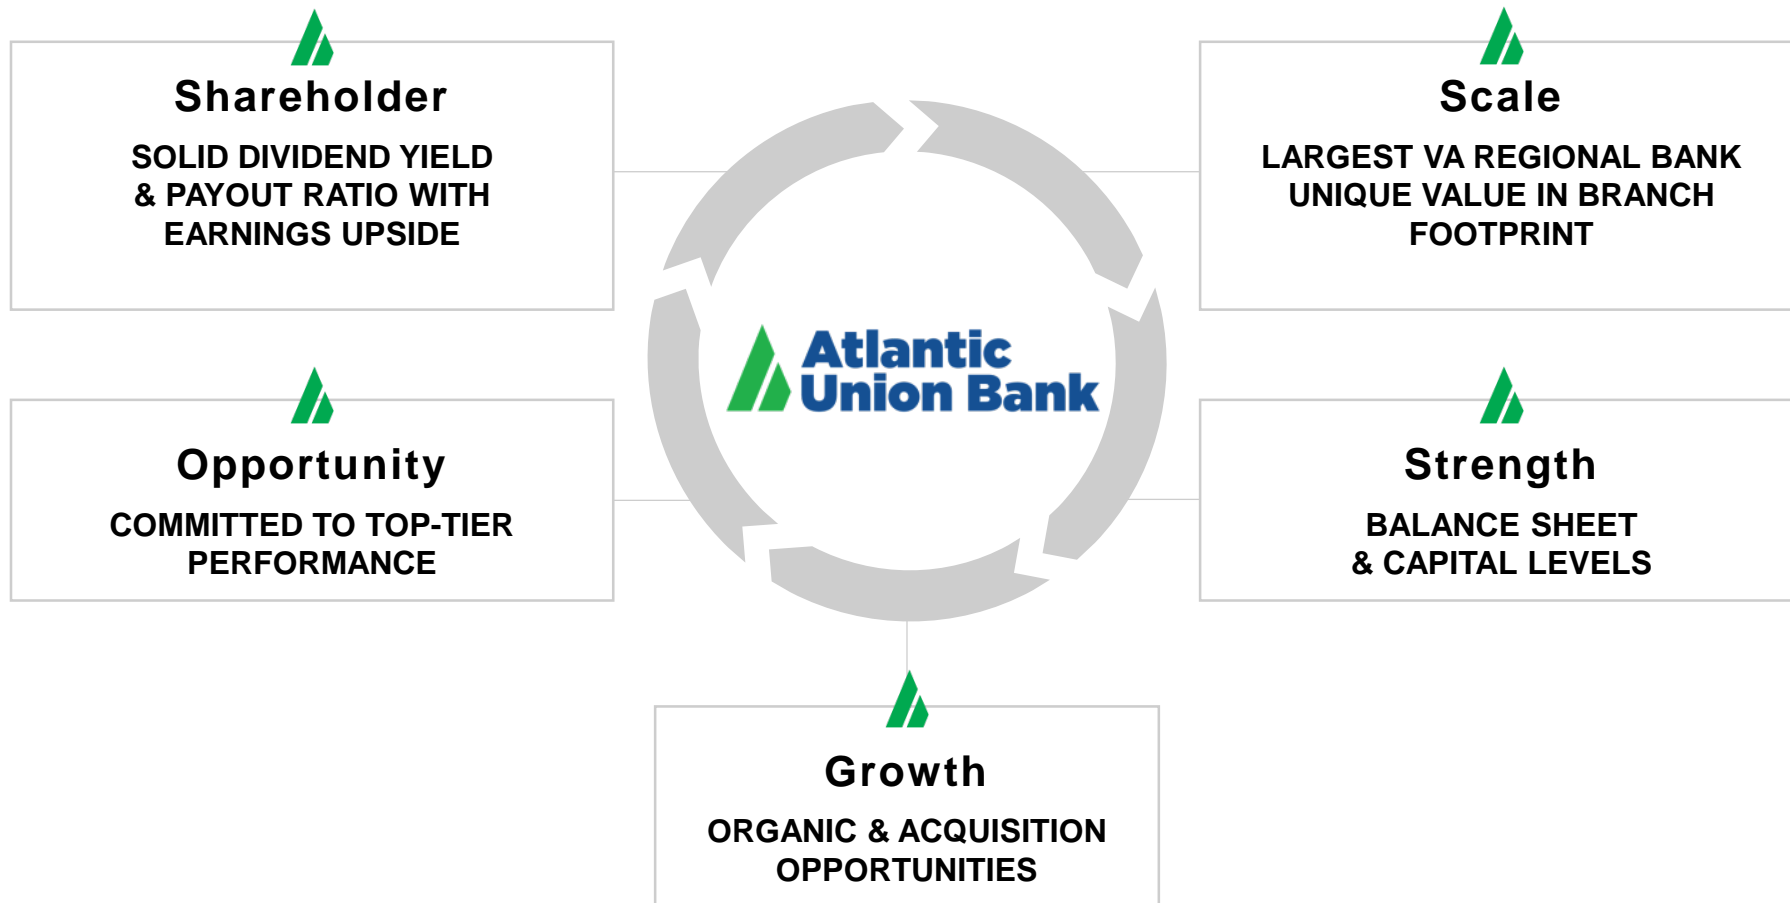 Shareholder
SOLID DIVIDEND YIELD
& PAYOUT RATIO WITH
EARNINGS UPSIDE
Scale
LARGEST VA REGIONAL BANK
UNIQUE VALUE IN BRANCH
FOOTPRINT
Atlantic
Union Bank
Opportunity
COMMITTED TO TOP-TIER
PERFORMANCE
Strength
BALANCE SHEET
& CAPITAL LEVELS
Growth
ORGANIC & ACQUISITION
OPPORTUNITIES